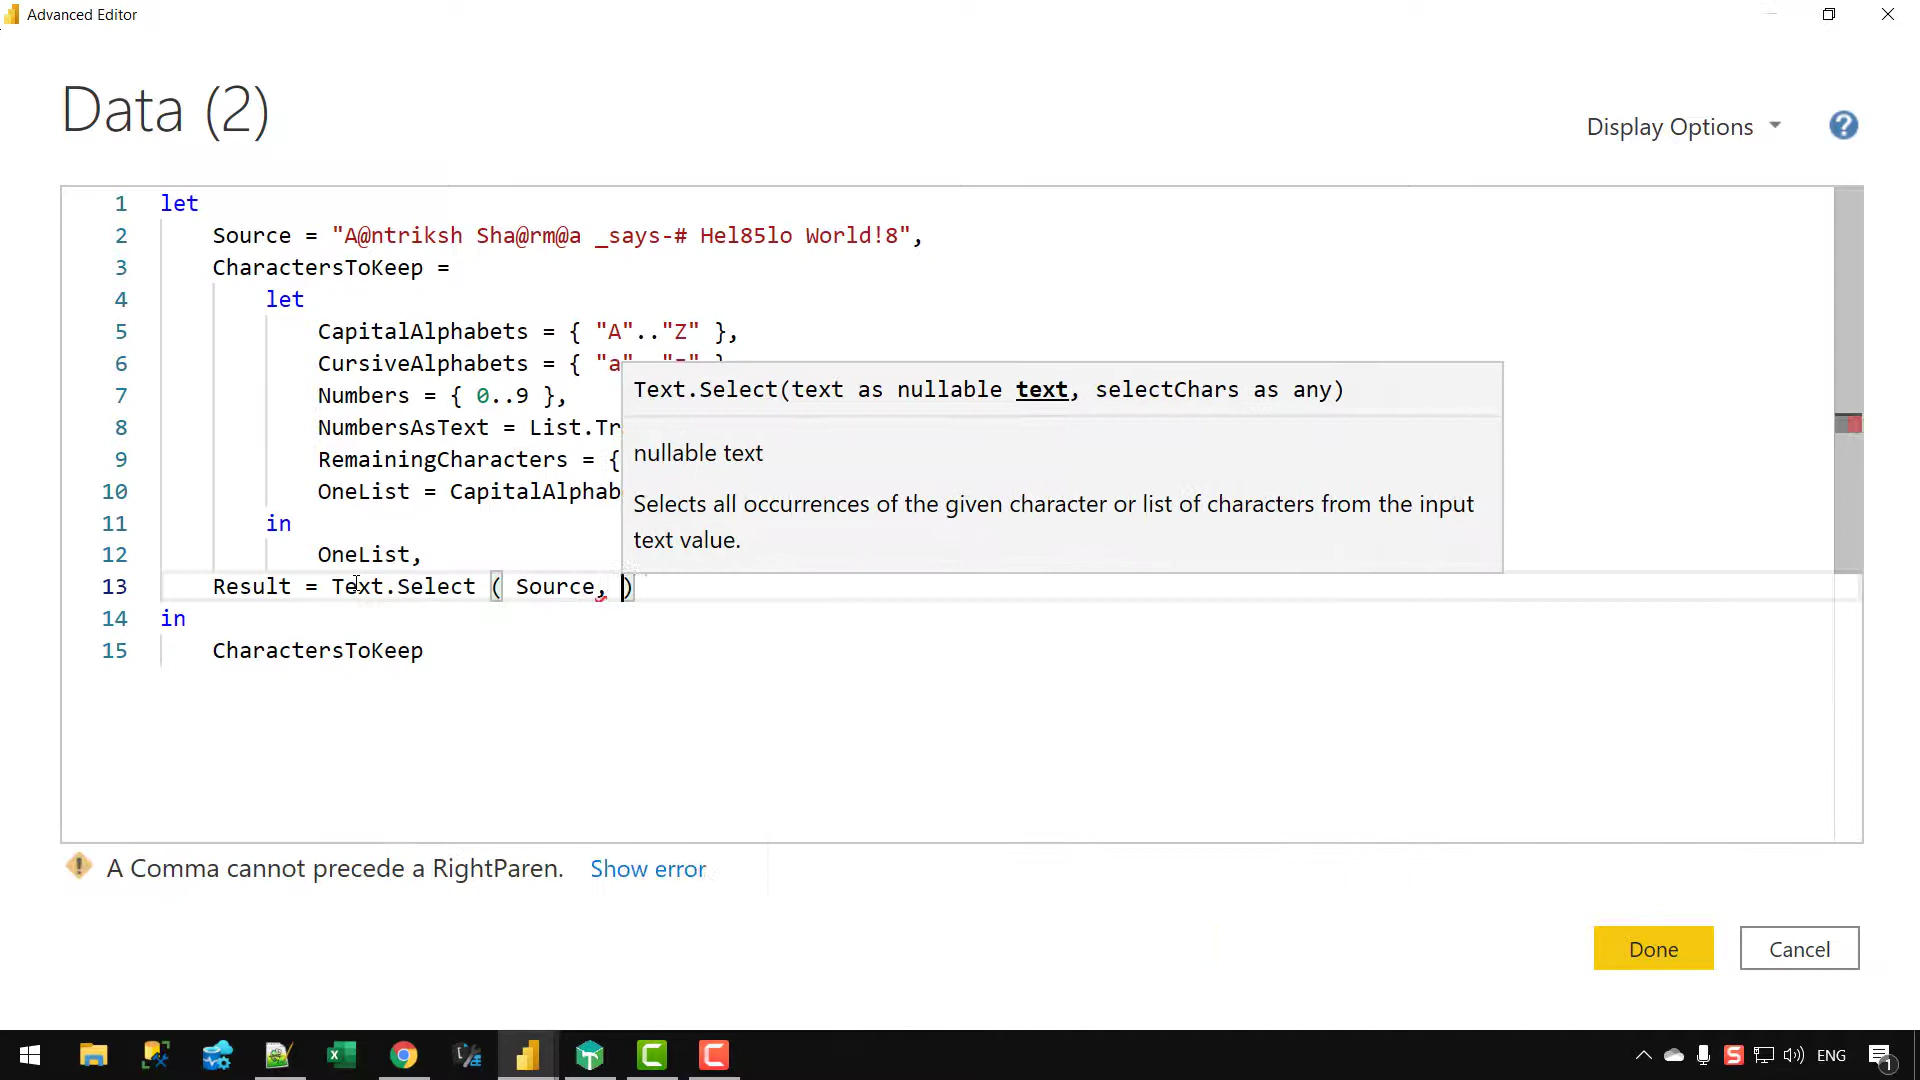 Advanced Editor
Data (2)
Display Options
?
1 let
2 Source = "A@ntriksh Sha@rm@a _says-# Hel85lo World!8",
3 CharactersToKeep =
4 let
5 CapitalAlphabets = { "A".."Z" },
6 CursiveAlphabets = { "a".."z" },
7 Numbers = { 0..9 },
8 NumbersAsText = List.Tr
9 RemainingCharacters = {
10 OneList = CapitalAlphab
11 in
12 OneList,
13 Result = Text.Select ( Source, )
14 in
15 CharactersToKeep
Text.Select(text as nullable text, selectChars as any)
nullable text
Selects all occurrences of the given character or list of characters from the input
text value.
A Comma cannot precede a RightParen. Show error
Done
Cancel
ENG
1